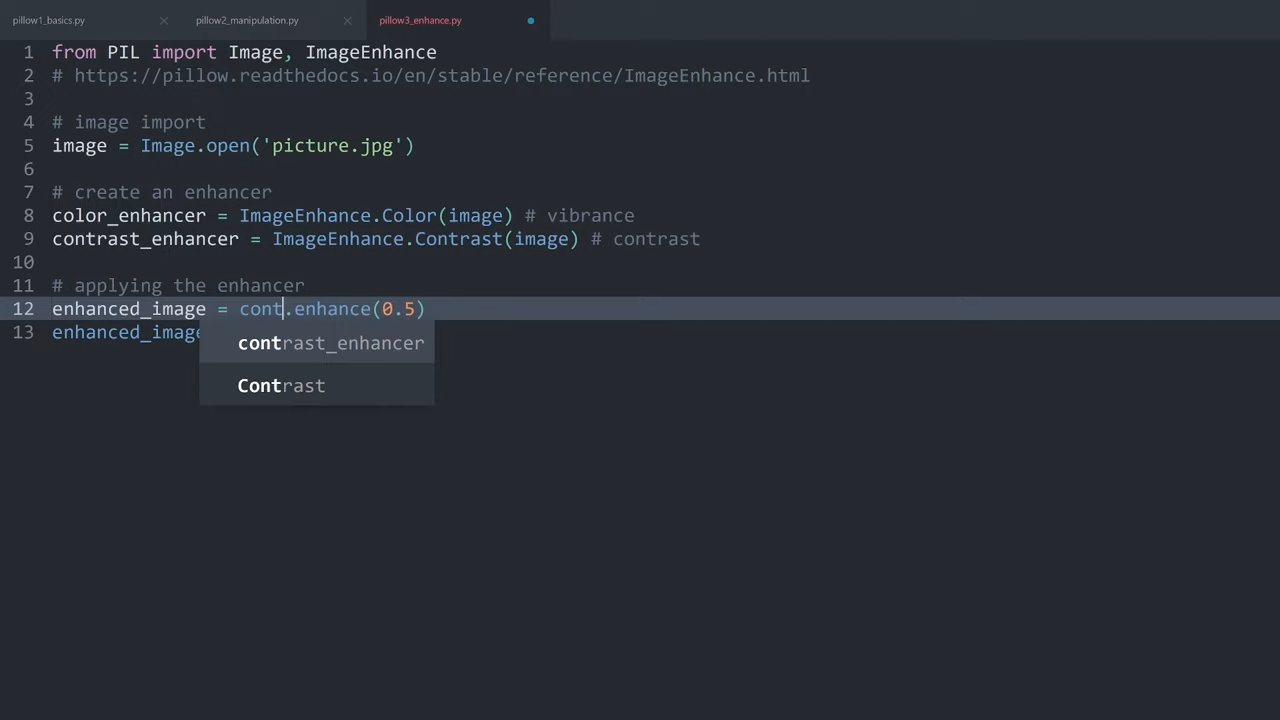 pillow1_basics.py
pillow2_manipulation.py
pillow3_enhance.py
1 from PIL import Image, ImageEnhance
2 # https://pillow.readthedocs.io/en/stable/reference/ImageEnhance.html
3
4 # image import
5 image = Image.open('picture.jpg')
6
7 # create an enhancer
8 color_enhancer = ImageEnhance.Color(image) # vibrance
9 contrast_enhancer = ImageEnhance.Contrast(image) # contrast
10
11 # applying the enhancer
12 enhanced_image = cont.enhance(0.5)
13 enhanced_image
contrast_enhancer
Contrast